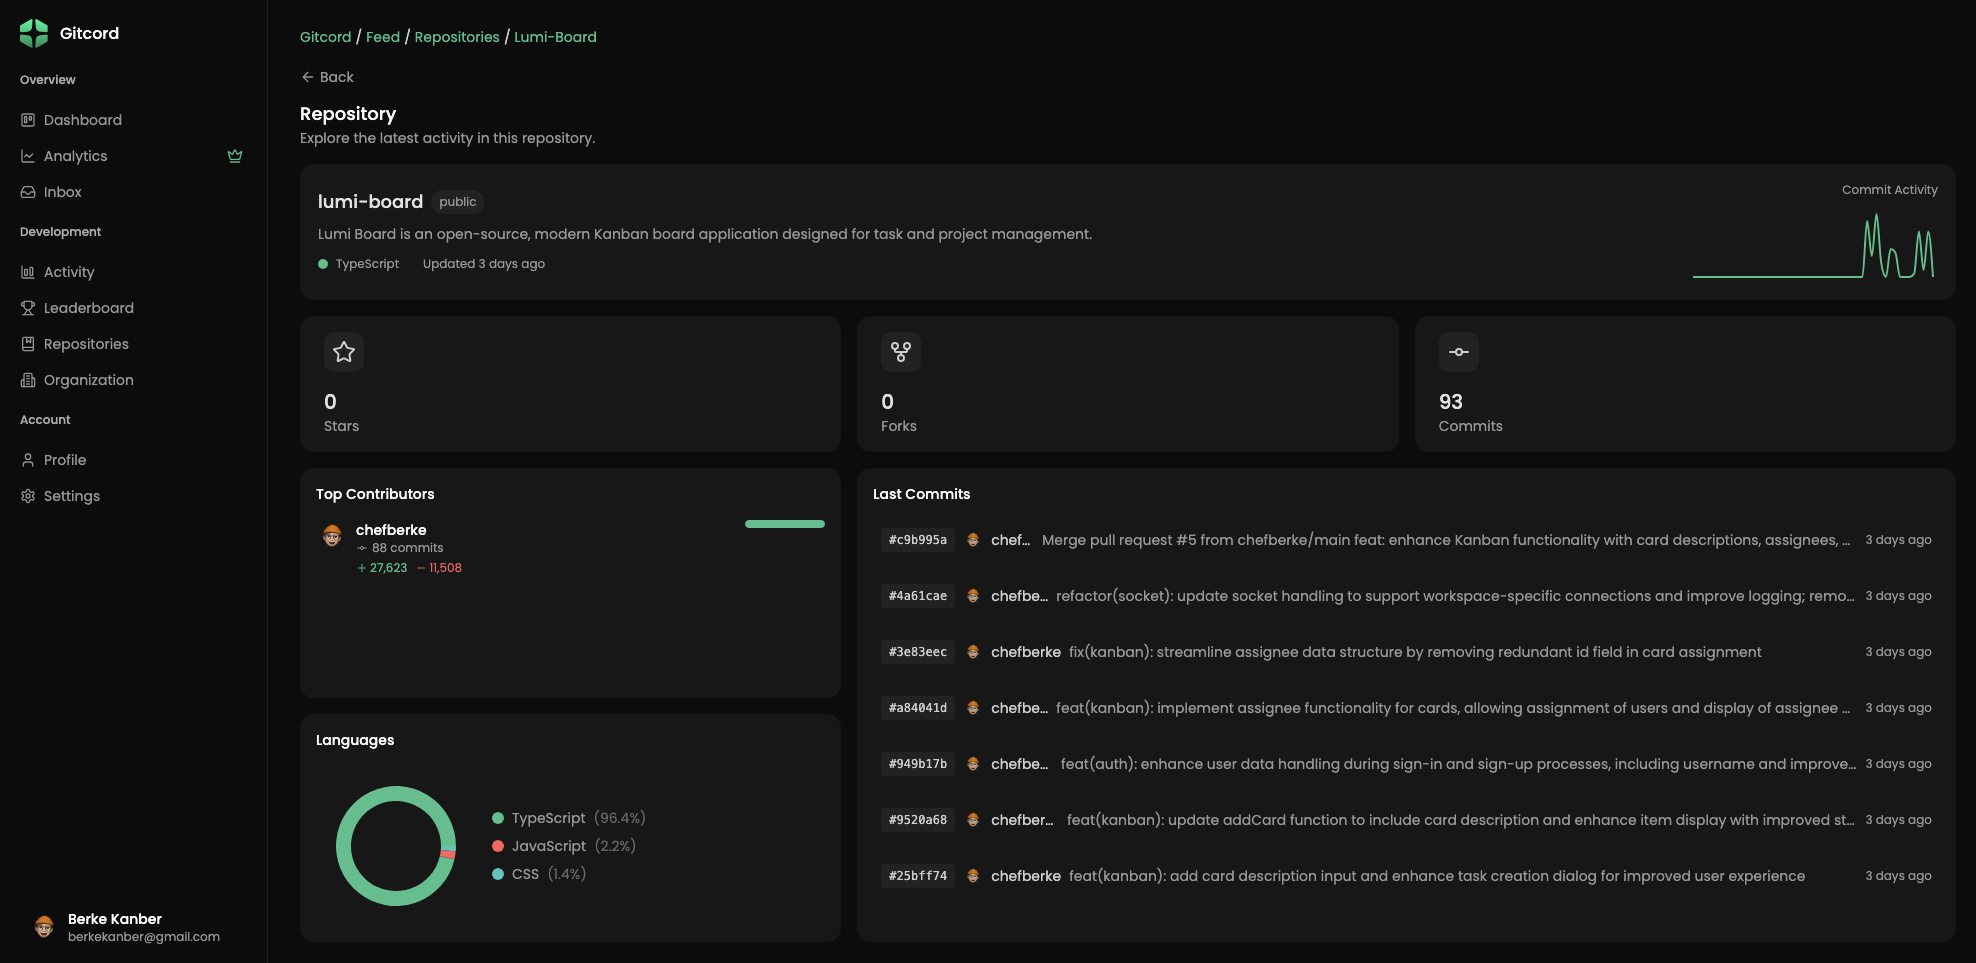 Gitcord
Overview
Dashboard
Analytics
Inbox
Development
Activity
Leaderboard
Repositories
Organization
Account
Profile
Settings
Berke Kanber
berkekanber@gmail.com
Gitcord / Feed / Repositories / Lumi-Board
Back
Repository
Explore the latest activity in this repository.
lumi-board public
Lumi Board is an open-source, modern Kanban board application designed for task and project management.
TypeScript Updated 3 days ago
Commit Activity
0
Stars
0
Forks
93
Commits
Top Contributors
chefberke
88 commits
+ 27,623 − 11,508
Languages
TypeScript (96.4%)
JavaScript (2.2%)
CSS (1.4%)
Last Commits
#c9b995a chef... Merge pull request #5 from chefberke/main feat: enhance Kanban functionality with card descriptions, assignees, ... 3 days ago
#4a61cae chefbe... refactor(socket): update socket handling to support workspace-specific connections and improve logging; remo... 3 days ago
#3e83eec chefberke fix(kanban): streamline assignee data structure by removing redundant id field in card assignment 3 days ago
#a84041d chefbe... feat(kanban): implement assignee functionality for cards, allowing assignment of users and display of assignee ... 3 days ago
#949b17b chefbe... feat(auth): enhance user data handling during sign-in and sign-up processes, including username and improve... 3 days ago
#9520a68 chefber... feat(kanban): update addCard function to include card description and enhance item display with improved st... 3 days ago
#25bff74 chefberke feat(kanban): add card description input and enhance task creation dialog for improved user experience 3 days ago